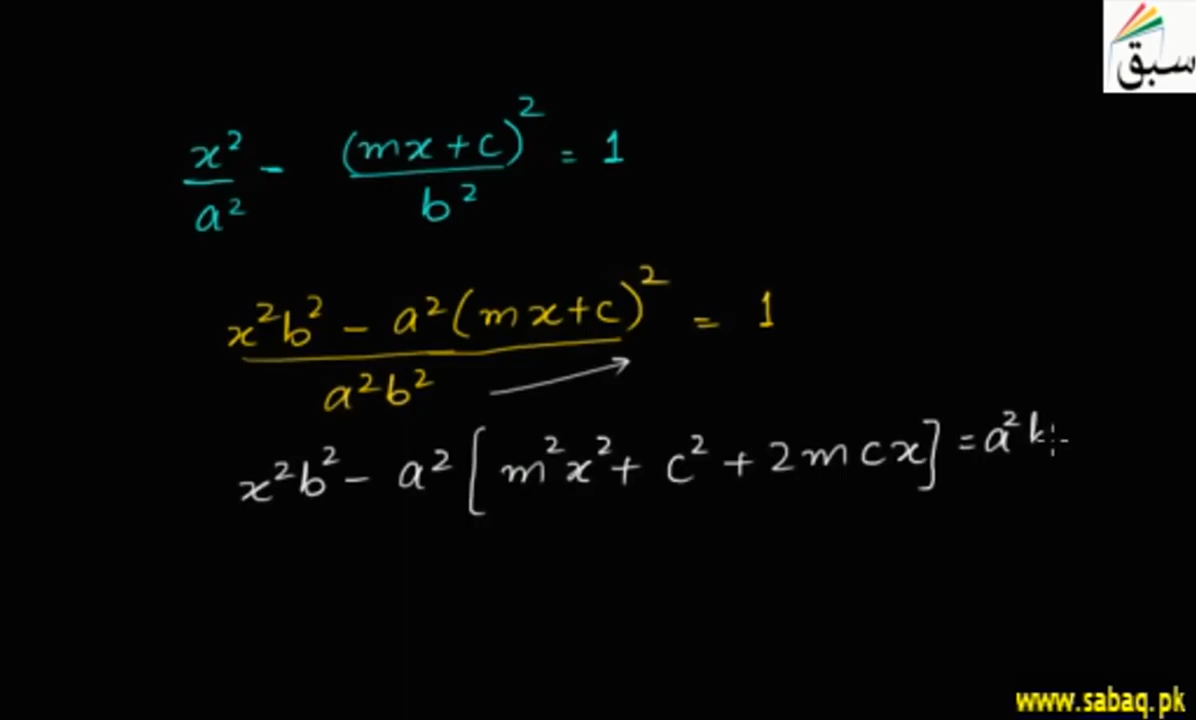 سبق
x²/a² - (mx+c)²/b² = 1
x²b² - a²(mx+c)²/a²b² = 1
x²b² - a²[m²x² + c² + 2mcx] = a²
www.sabaq.pk